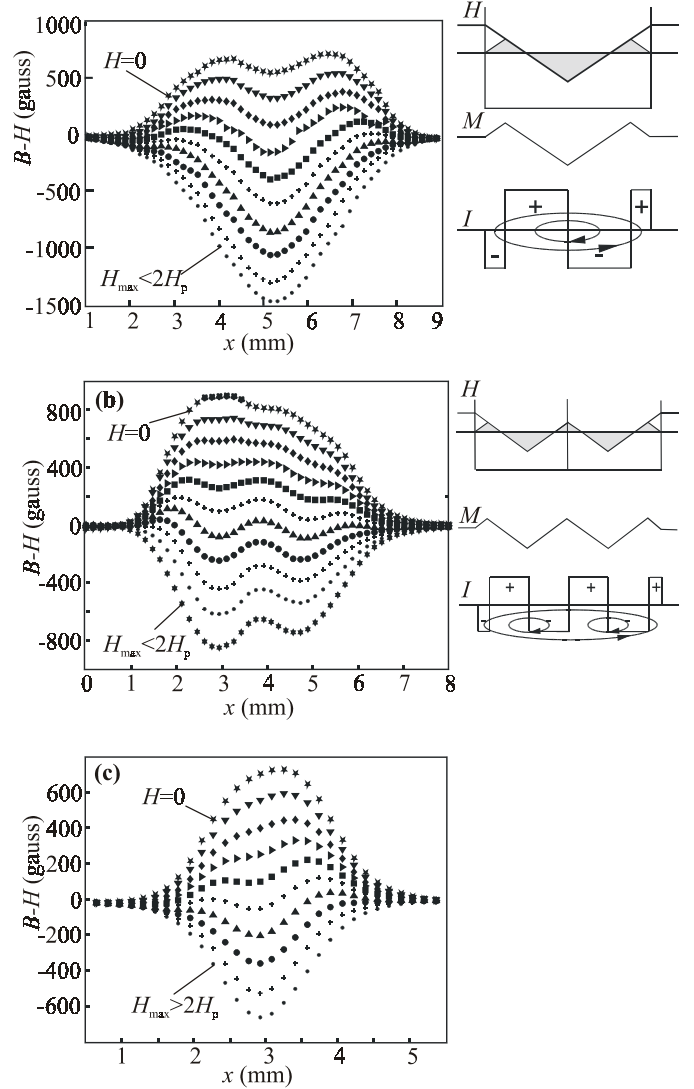 1000
500
0
-500
-1000
-1500
B-H (gauss)
H=0
Hmax<2Hp
1 2 3 4 5 6 7 8 9
x (mm)
H
M
I
+ +
- -
(b)
800
400
0
-400
-800
B-H (gauss)
H=0
Hmax<2Hp
0 1 2 3 4 5 6 7 8
x (mm)
H
M
I
+ + +
- - - - -
(c)
600
400
200
0
-200
-400
-600
B-H (gauss)
H=0
Hmax>2Hp
1 2 3 4 5
x (mm)